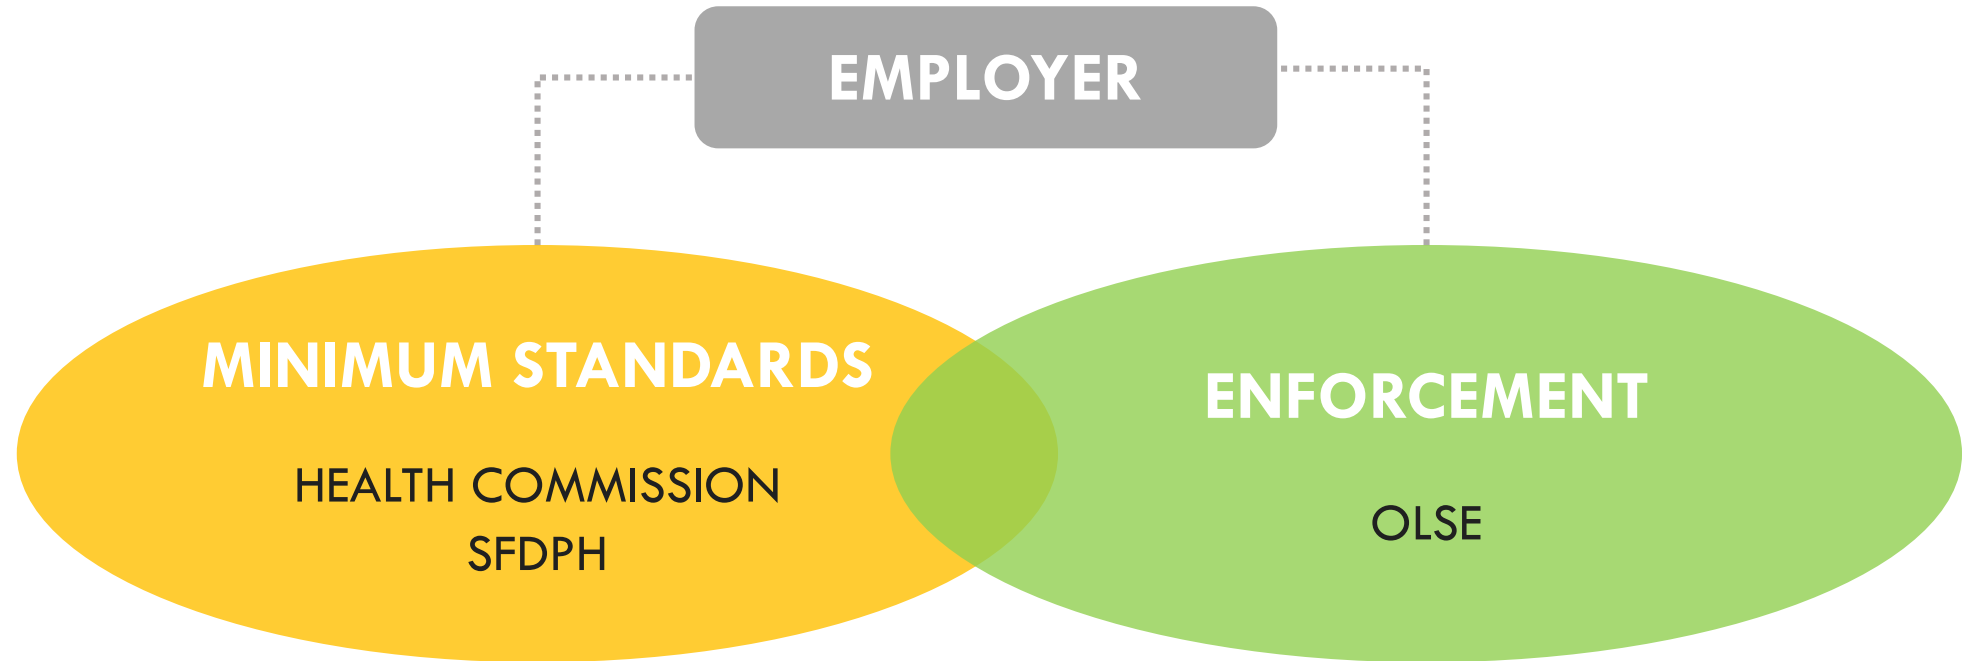 EMPLOYER
MINIMUM STANDARDS
HEALTH COMMISSION
SFDPH
ENFORCEMENT
OLSE